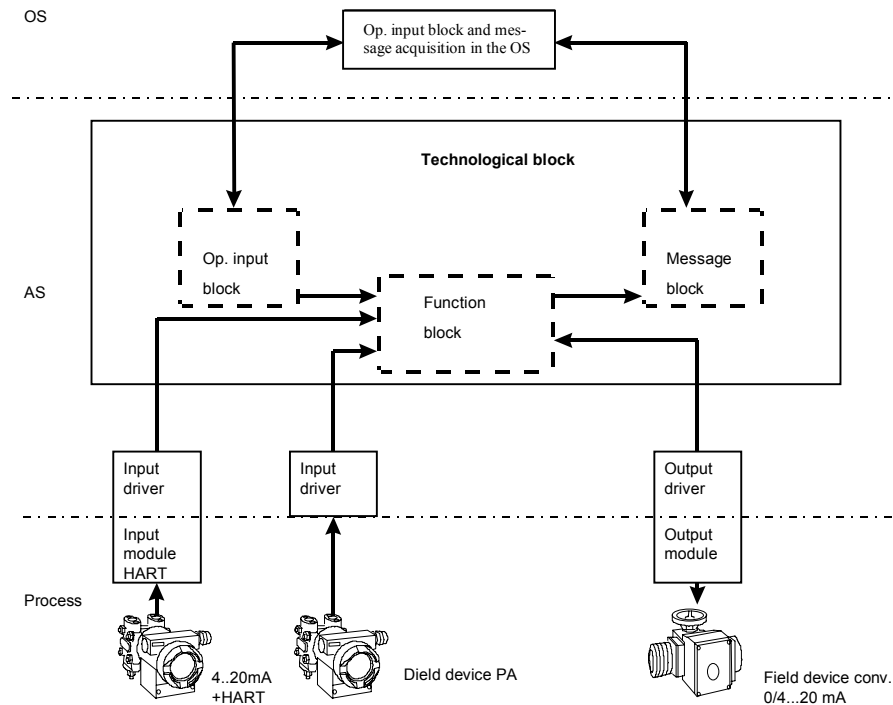 OS
Op. input block and mes-
sage acquisition in the OS
Technological block
Op. input
block
Message
block
AS
Function
block
Input
driver
Input
driver
Output
driver
Input
module
HART
Output
module
Process
4..20mA
+HART
Dield device PA
Field device conv.
0/4...20 mA